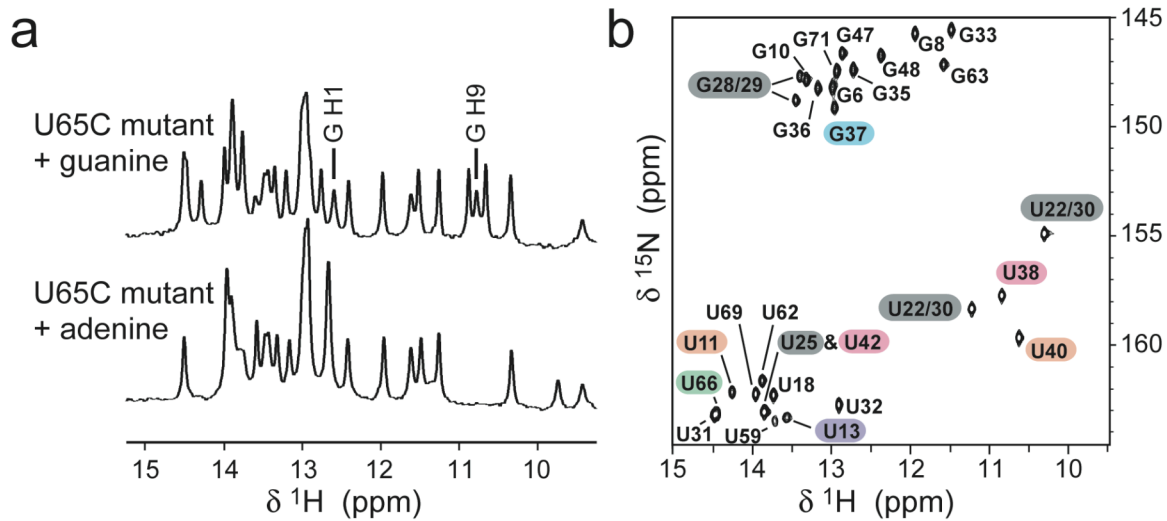 a
U65C mutant
+ guanine
G H1
G H9
U65C mutant
+ adenine
15 14 13 12 11 10
δ ¹H (ppm)
b
G10 G71 G47 G8 G33
G28/29 G48 G63
G6 G35
G36 G37
U22/30
U38
U69 U62 U22/30
U11 U25&U42 U40
U66 U18
U32
U31 U59 U13
145
150
155
160
δ ¹⁵N (ppm)
15 14 13 12 11 10
δ ¹H (ppm)